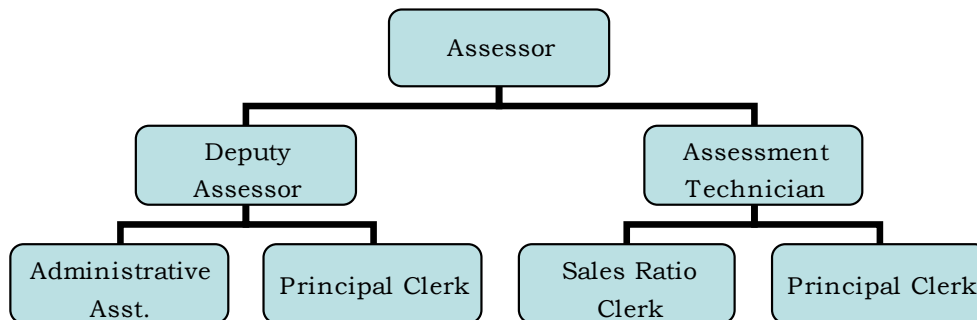 Assessor
Deputy
Assessor
Assessment
Technician
Administrative
Asst.
Principal Clerk
Sales Ratio
Clerk
Principal Clerk